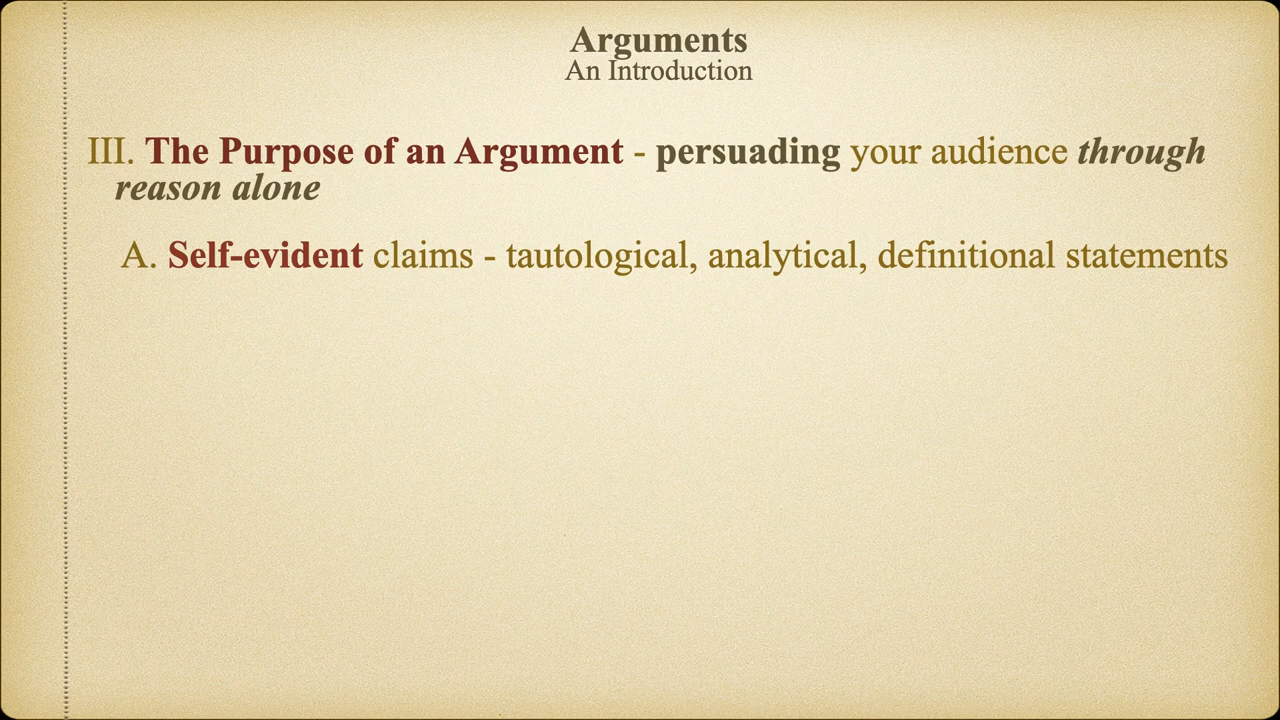 Arguments
An Introduction
III. The Purpose of an Argument - persuading your audience through
reason alone
A. Self-evident claims - tautological, analytical, definitional statements